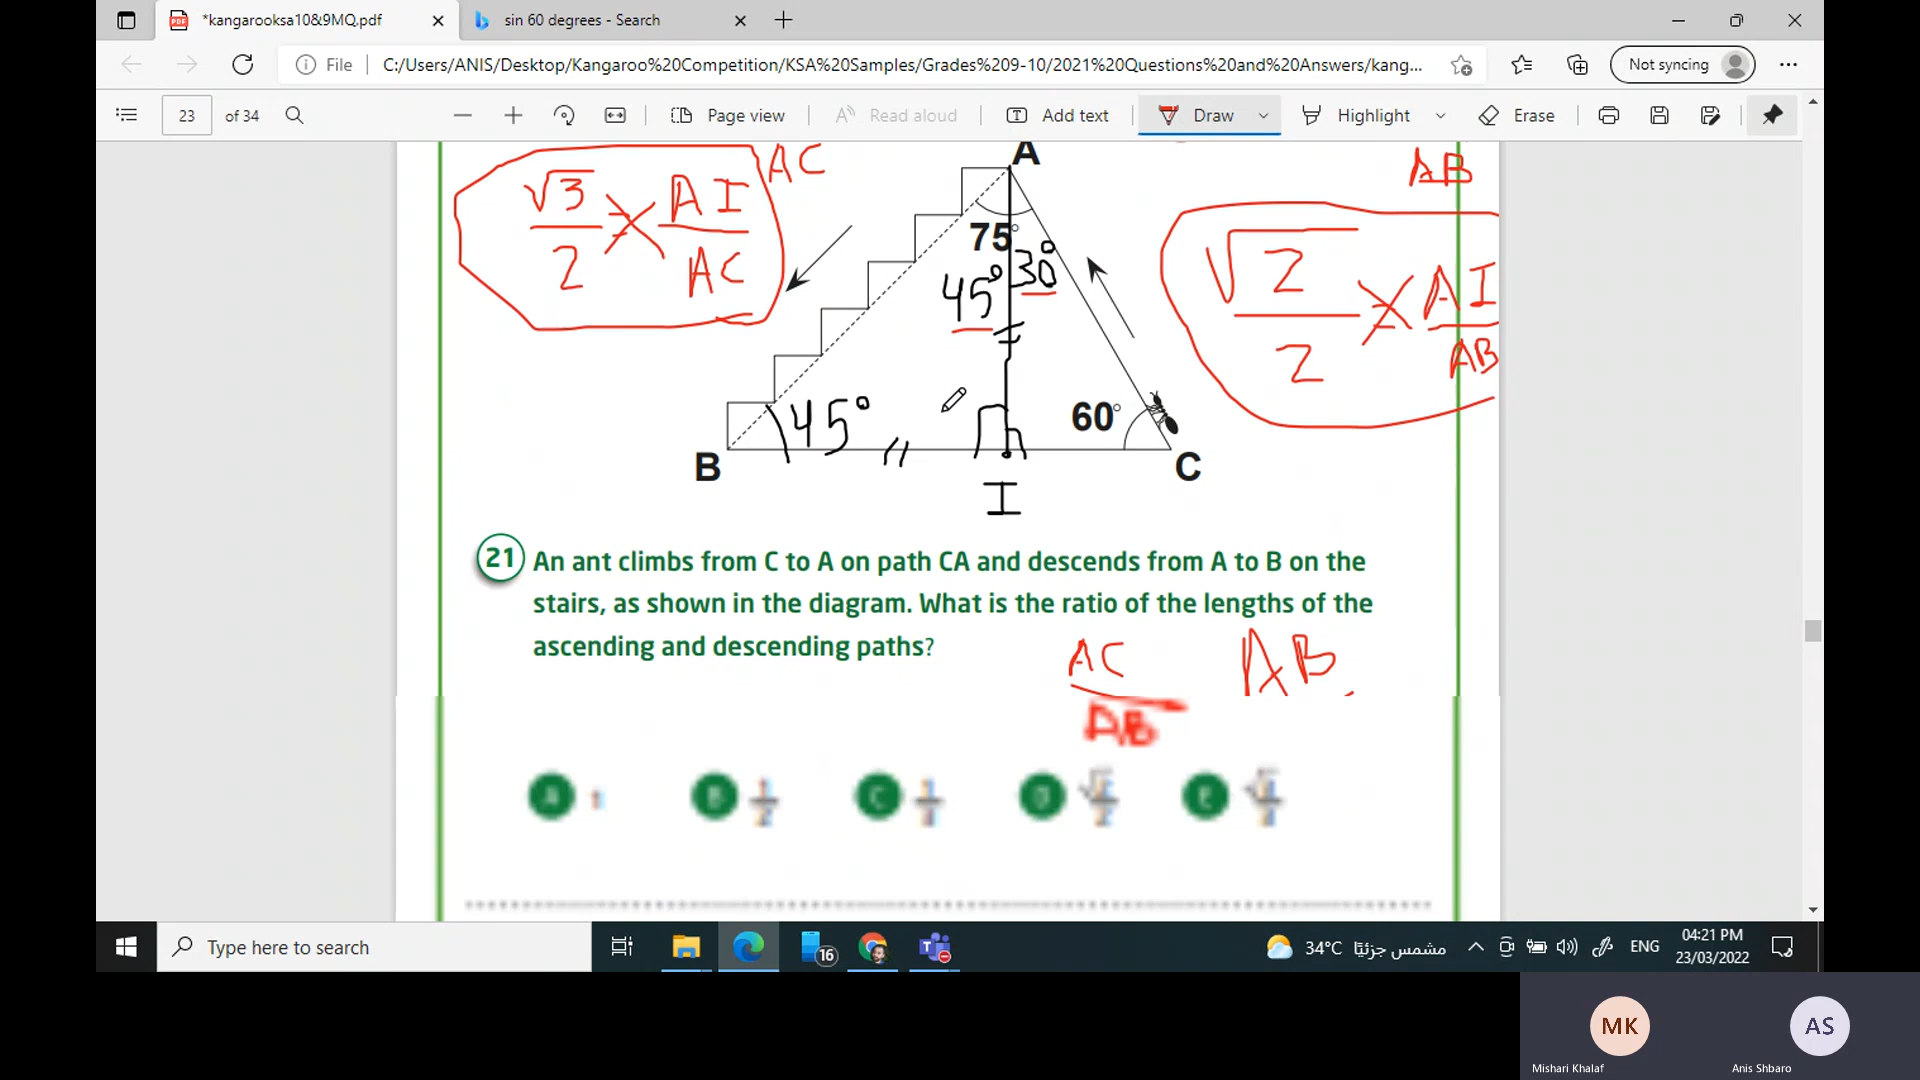 *kangarooksa10&9MQ.pdf
sin 60 degrees - Search
File
C:/Users/ANIS/Desktop/Kangaroo%20Competition/KSA%20Samples/Grades%209-10/2021%20Questions%20and%20Answers/kang...
Not syncing
23 of 34
Page view
Read aloud
Add text
Draw
Highlight
Erase
√3/2 × AI/AC
AC
A
AB
75°
45° 30°
√2/2 × AI/AB
45°
60°
B
C
I
21 An ant climbs from C to A on path CA and descends from A to B on the
stairs, as shown in the diagram. What is the ratio of the lengths of the
ascending and descending paths?
AC/AB
AB
A 1
B 1/2
C
D
E
Type here to search
16
34°C مشمس جزئيًا
ENG
04:21 PM
23/03/2022
MK
AS
Mishari Khalaf
Anis Shbaro